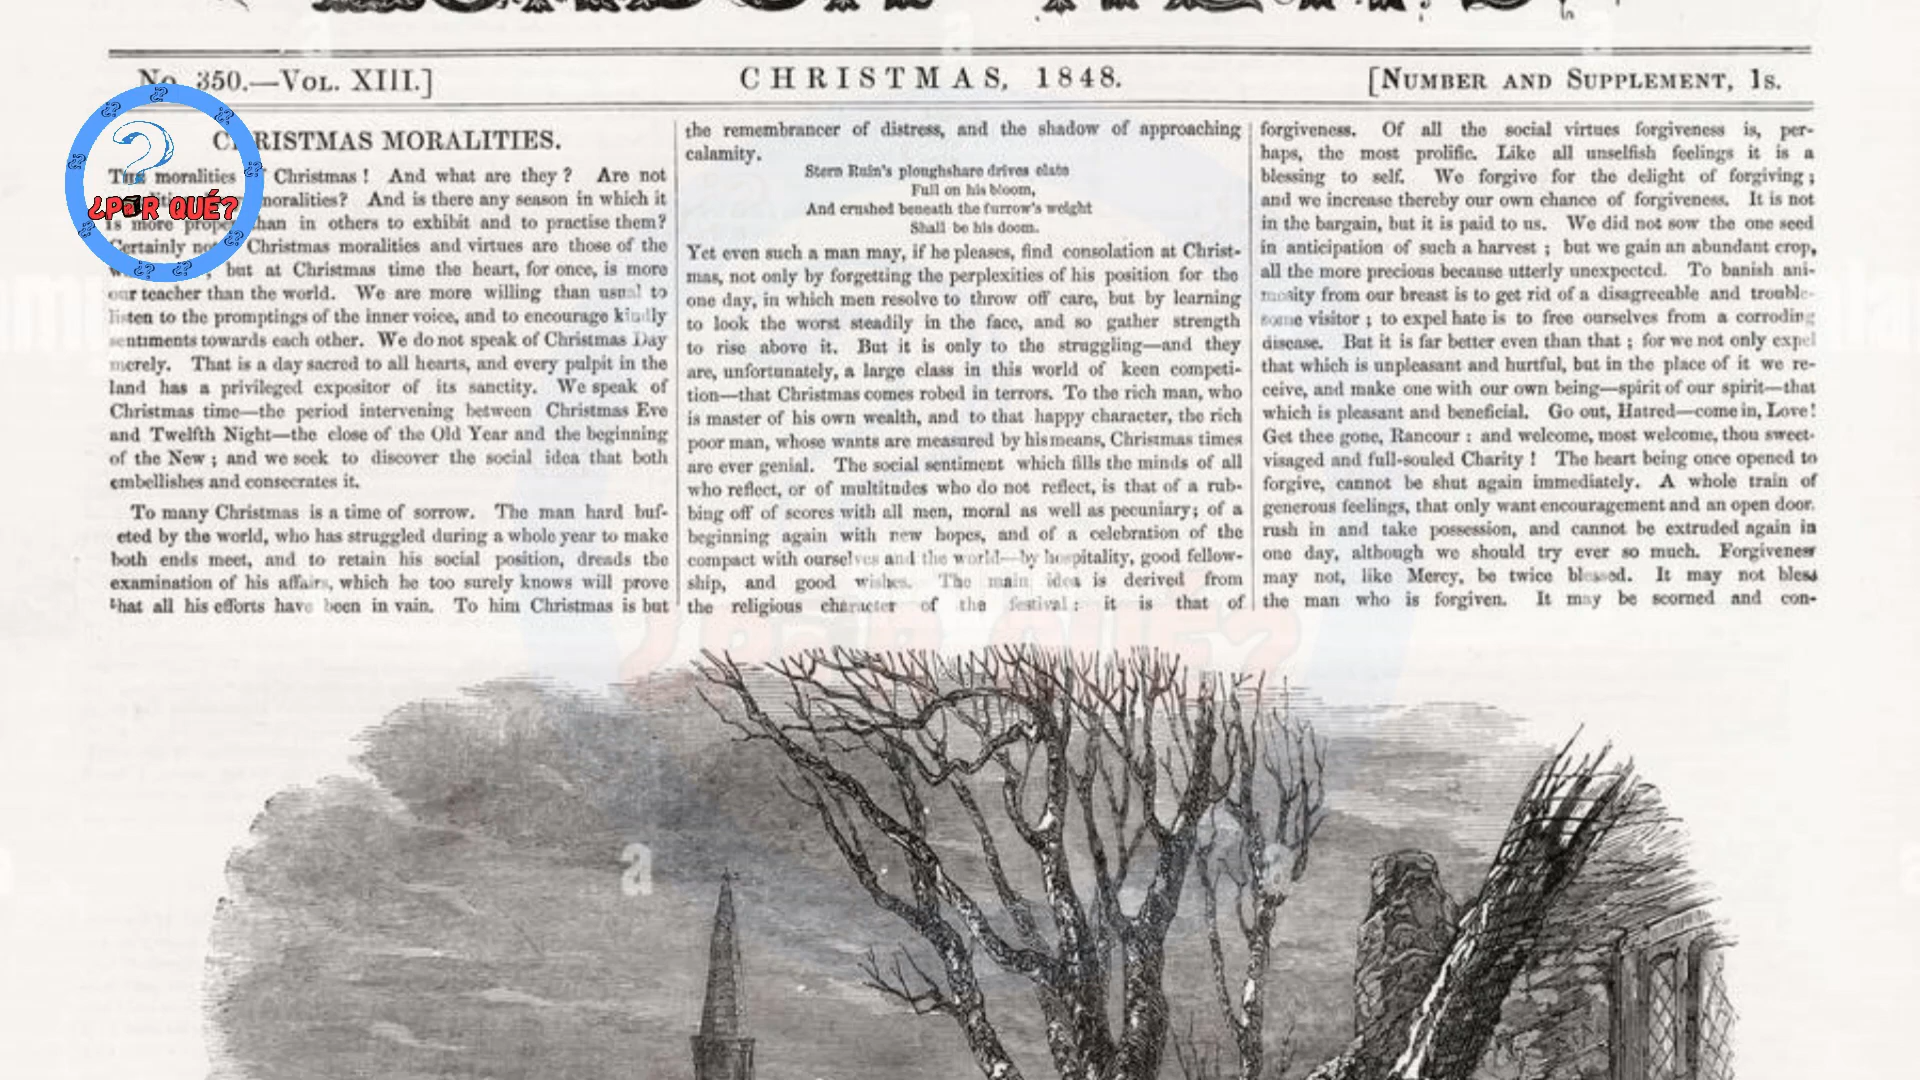 No. 350.—Vol. XIII.]
CHRISTMAS, 1848.
[Number and Supplement, 1s.
¿POR QUÉ?
CHRISTMAS MORALITIES.
The moralities Christmas! And what are they? Are not
moralities? And is there any season in which it
is more proper than in others to exhibit and to practise them?
Certainly not. Christmas moralities and virtues are those of the
but at Christmas time the heart, for once, is more
our teacher than the world. We are more willing than usual to
listen to the promptings of the inner voice, and to encourage kindly
sentiments towards each other. We do not speak of Christmas Day
merely. That is a day sacred to all hearts, and every pulpit in the
land has a privileged expositor of its sanctity. We speak of
Christmas time—the period intervening between Christmas Eve
and Twelfth Night—the close of the Old Year and the beginning
of the New; and we seek to discover the social idea that both
embellishes and consecrates it.
To many Christmas is a time of sorrow. The man hard buf-
eted by the world, who has struggled during a whole year to make
both ends meet, and to retain his social position, dreads the
examination of his affairs, which he too surely knows will prove
that all his efforts have been in vain. To him Christmas is but
the remembrancer of distress, and the shadow of approaching
calamity.
Stern Ruin's ploughshare drives elate
Full on his bloom,
And crushed beneath the furrow's weight
Shall be his doom.
Yet even such a man may, if he pleases, find consolation at Christ-
mas, not only by forgetting the perplexities of his position for the
one day, in which men resolve to throw off care, but by learning
to look the worst steadily in the face, and so gather strength
to rise above it. But it is only to the struggling—and they
are, unfortunately, a large class in this world of keen competi-
tion—that Christmas comes robed in terrors. To the rich man, who
is master of his own wealth, and to that happy character, the rich
poor man, whose wants are measured by his means, Christmas times
are ever genial. The social sentiment which fills the minds of all
who reflect, or of multitudes who do not reflect, is that of a rub-
bing off of scores with all men, moral as well as pecuniary; of a
beginning again with new hopes, and of a celebration of the
compact with ourselves and the world—by hospitality, good fellow-
ship, and good wishes. The main idea is derived from
the religious character of the festival: it is that of
forgiveness. Of all the social virtues forgiveness is, per-
haps, the most prolific. Like all unselfish feelings it is a
blessing to self. We forgive for the delight of forgiving;
and we increase thereby our own chance of forgiveness. It is not
in the bargain, but it is paid to us. We did not sow the one seed
in anticipation of such a harvest; but we gain an abundant crop,
all the more precious because utterly unexpected. To banish ani-
mosity from our breast is to get rid of a disagreeable and trouble-
some visitor; to expel hate is to free ourselves from a corroding
disease. But it is far better even than that; for we not only expel
that which is unpleasant and hurtful, but in the place of it we re-
ceive, and make one with our own being—spirit of our spirit—that
which is pleasant and beneficial. Go out, Hatred—come in, Love!
Get thee gone, Rancour: and welcome, most welcome, thou sweet-
visaged and full-souled Charity! The heart being once opened to
forgive, cannot be shut again immediately. A whole train of
generous feelings, that only want encouragement and an open door.
rush in and take possession, and cannot be extruded again in
one day, although we should try ever so much. Forgiveness
may not, like Mercy, be twice blessed. It may not bless
the man who is forgiven. It may be scorned and con-
¿POR QUÉ?
a
a